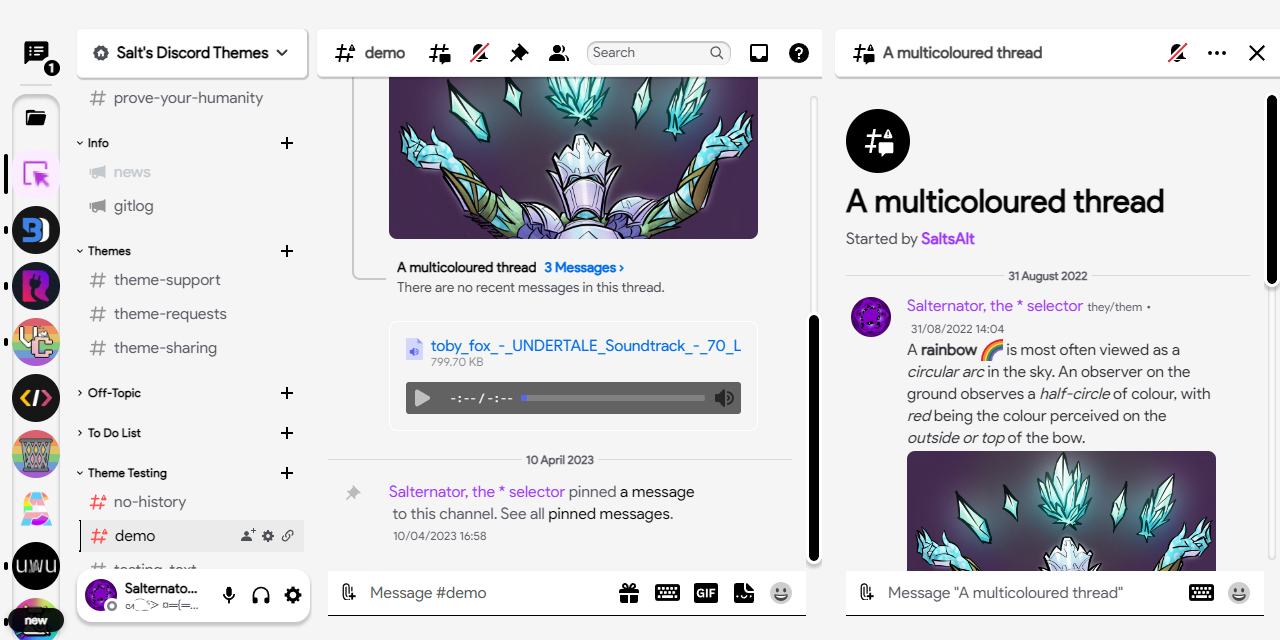 1
Salt's Discord Themes
prove-your-humanity
Info
news
gitlog
Themes
theme-support
theme-requests
theme-sharing
Off-Topic
To Do List
Theme Testing
no-history
demo
Salternato...
new
uwu
demo
Search
A multicoloured thread 3 Messages ›
There are no recent messages in this thread.
toby_fox_-_UNDERTALE_Soundtrack_-_70_L
799.70 KB
-:-- / -:--
10 April 2023
Salternator, the * selector pinned a message
to this channel. See all pinned messages.
10/04/2023 16:58
Message #demo
GIF
A multicoloured thread
A multicoloured thread
Started by SaltsAlt
31 August 2022
Salternator, the * selector they/them •
31/08/2022 14:04
A rainbow 🌈 is most often viewed as a
circular arc in the sky. An observer on the
ground observes a half-circle of colour, with
red being the colour perceived on the
outside or top of the bow.
Message "A multicoloured thread"